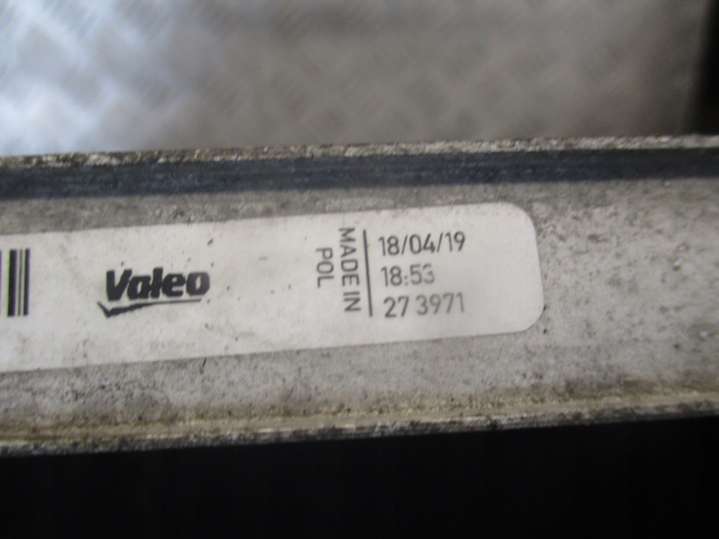 Valeo
MADE IN
POL
18/04/19
18:53
27 3971